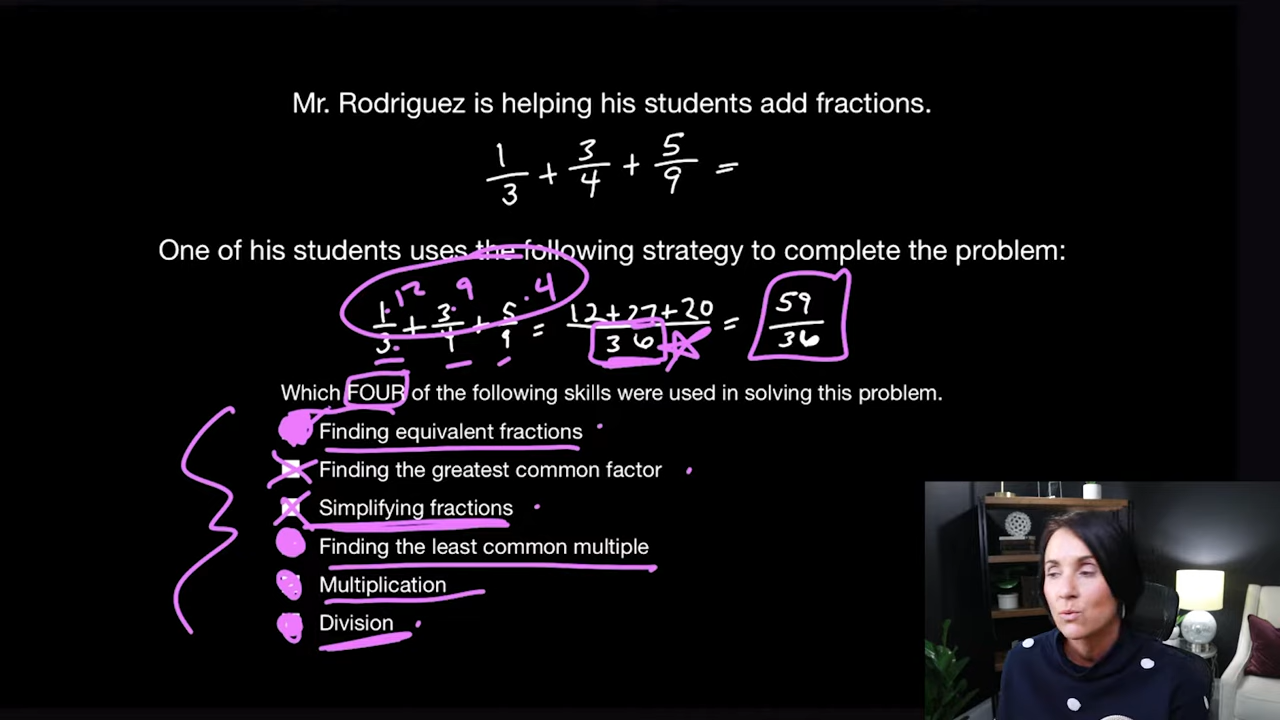 Mr. Rodriguez is helping his students add fractions.
1/3 + 3/4 + 5/9 =
One of his students uses the following strategy to complete the problem:
1/3 + 3/4 + 5/9 = 12+27+20/36 = 59/36
·12 ·9 ·4
Which FOUR of the following skills were used in solving this problem.
Finding equivalent fractions
Finding the greatest common factor
Simplifying fractions
Finding the least common multiple
Multiplication
Division